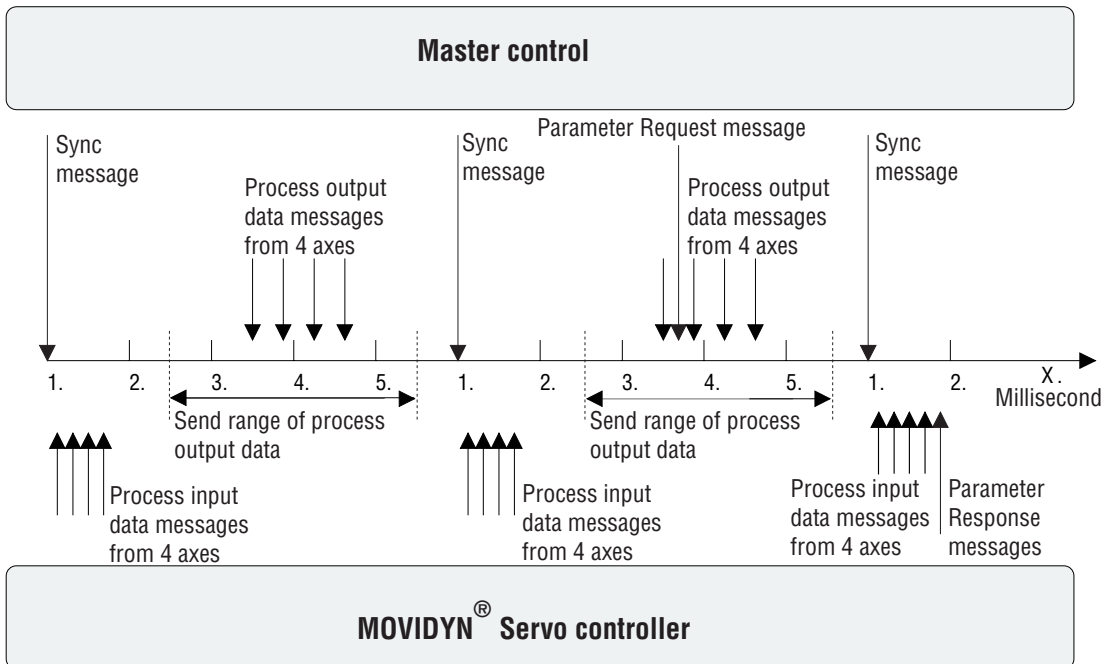 Master control
Sync
message
Process output
data messages
from 4 axes
Sync
message
Parameter Request message
Process output
data messages
from 4 axes
Sync
message
1. 2. 3. 4. 5. 1. 2. 3. 4. 5. 1. 2. X.
Millisecond
Send range of process
output data
Send range of process
output data
Process input
data messages
from 4 axes
Process input
data messages
from 4 axes
Process input
data messages
from 4 axes
Parameter
Response
messages
MOVIDYN® Servo controller